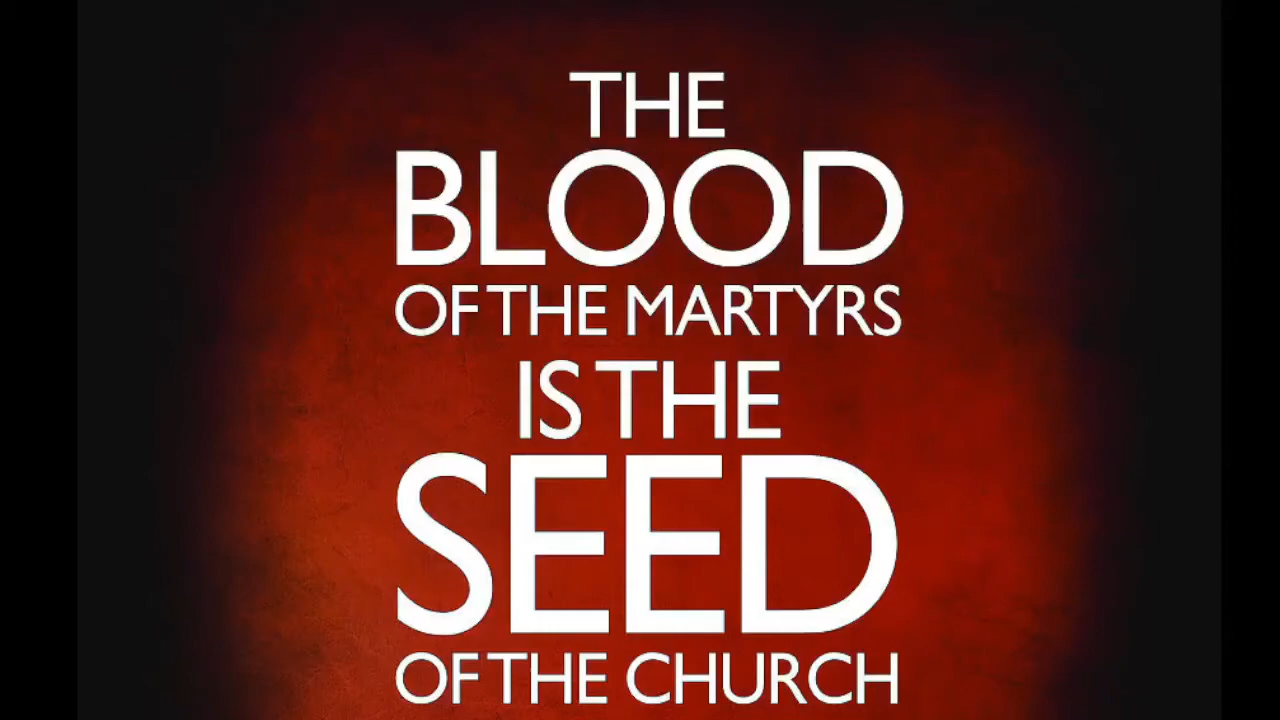 THE
BLOOD
OF THE MARTYRS
IS THE
SEED
OF THE CHURCH